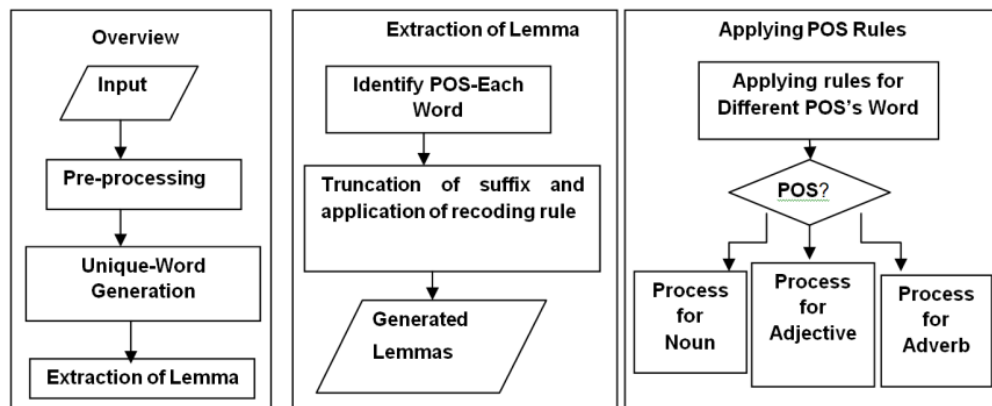 Overview
Input
Pre-processing
Unique-Word
Generation
Extraction of Lemma
Extraction of Lemma
Identify POS-Each
Word
Truncation of suffix and
application of recoding rule
Generated
Lemmas
Applying POS Rules
Applying rules for
Different POS's Word
POS?
Process
for
Noun
Process
for
Adjective
Process
for
Adverb